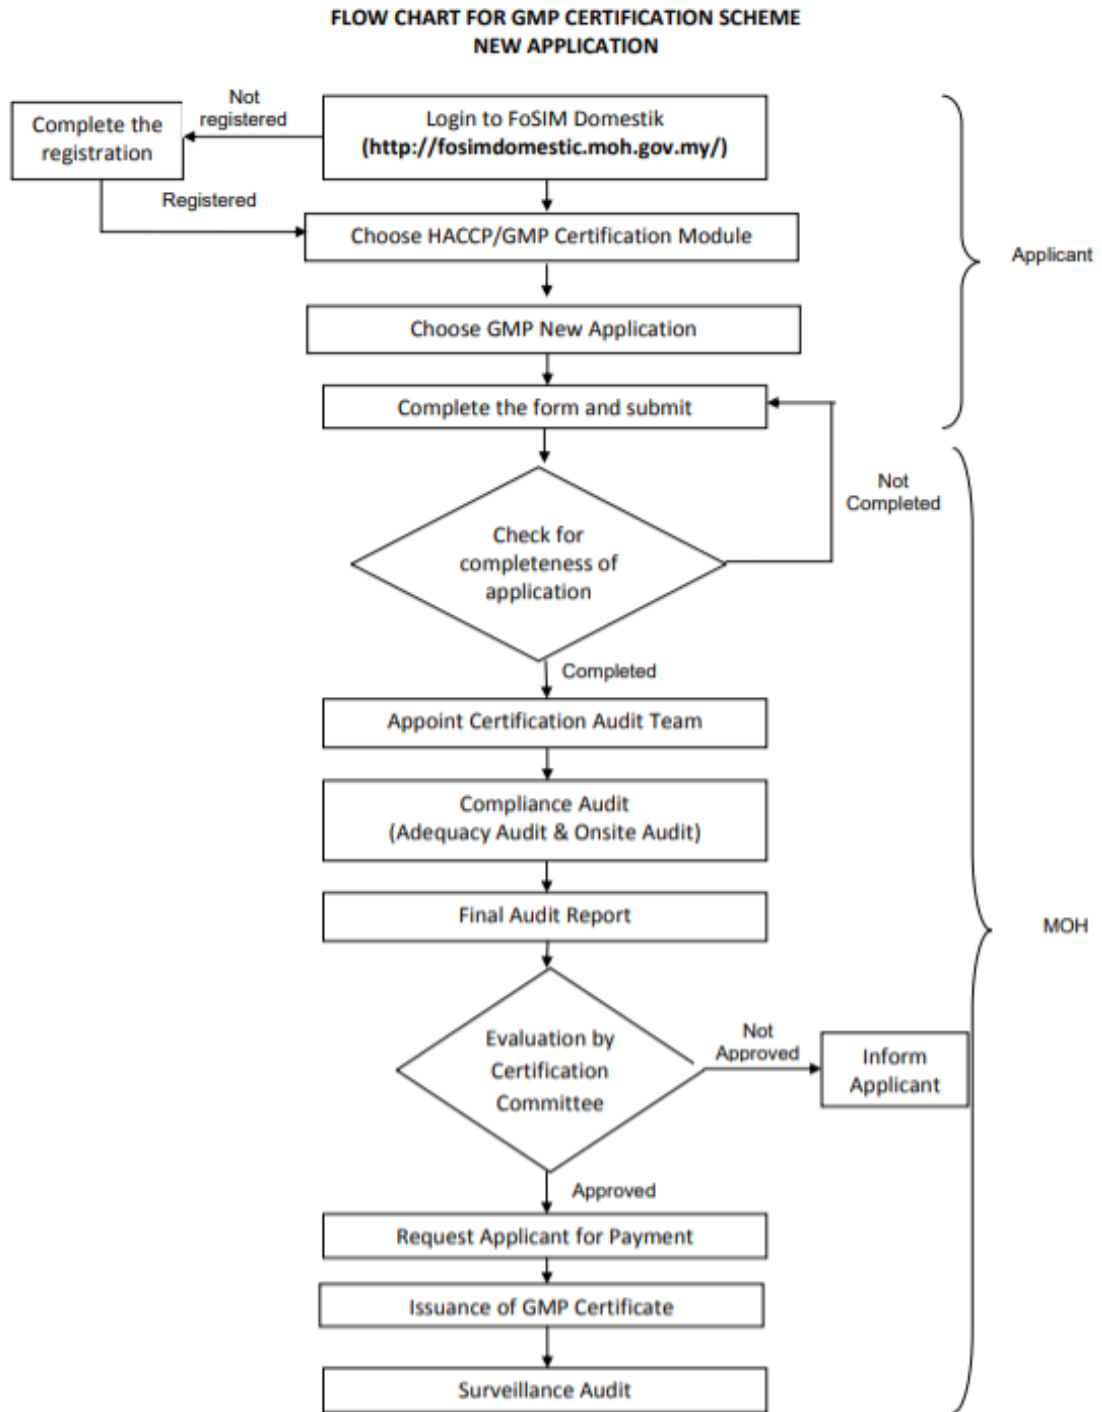 FLOW CHART FOR GMP CERTIFICATION SCHEME
NEW APPLICATION
Not
registered
Complete the
registration
Login to FoSIM Domestik
(http://fosimdomestic.moh.gov.my/)
Registered
Choose HACCP/GMP Certification Module
Applicant
Choose GMP New Application
Complete the form and submit
Not
Completed
Check for
completeness of
application
Completed
Appoint Certification Audit Team
Compliance Audit
(Adequacy Audit & Onsite Audit)
Final Audit Report
MOH
Evaluation by
Certification
Committee
Not
Approved
Inform
Applicant
Approved
Request Applicant for Payment
Issuance of GMP Certificate
Surveillance Audit